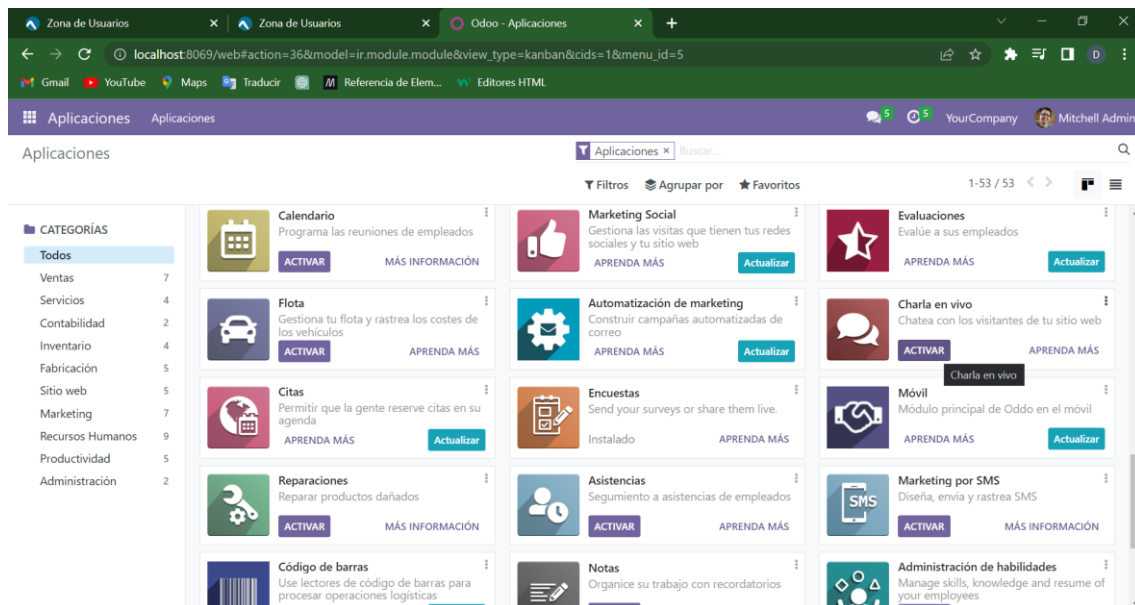 Zona de Usuarios
Zona de Usuarios
Odoo - Aplicaciones
localhost:8069/web#action=36&model=ir.module.module&view_type=kanban&cids=1&menu_id=5
D
Gmail YouTube Maps Traducir Referencia de Elem... Editores HTML
Aplicaciones Aplicaciones
5 5 YourCompany Mitchell Admin
Aplicaciones
Aplicaciones × Buscar...
Filtros Agrupar por Favoritos
1-53 / 53
CATEGORÍAS
Todos
Ventas 7
Servicios 4
Contabilidad 2
Inventario 4
Fabricación 5
Sitio web 5
Marketing 7
Recursos Humanos 9
Productividad 5
Administración 2
Calendario
Programa las reuniones de empleados
ACTIVAR MÁS INFORMACIÓN
Marketing Social
Gestiona las visitas que tienen tus redes
sociales y tu sitio web
APRENDA MÁS Actualizar
Evaluaciones
Evalúe a sus empleados
APRENDA MÁS Actualizar
Flota
Gestiona tu flota y rastrea los costes de
los vehículos
ACTIVAR APRENDA MÁS
Automatización de marketing
Construir campañas automatizadas de
correo
APRENDA MÁS Actualizar
Charla en vivo
Chatea con los visitantes de tu sitio web
ACTIVAR APRENDA MÁS
Charla en vivo
Citas
Permitir que la gente reserve citas en su
agenda
APRENDA MÁS Actualizar
Encuestas
Send your surveys or share them live.
Instalado APRENDA MÁS
Móvil
Módulo principal de Oddo en el móvil
APRENDA MÁS Actualizar
Reparaciones
Reparar productos dañados
ACTIVAR MÁS INFORMACIÓN
Asistencias
Segumiento a asistencias de empleados
ACTIVAR APRENDA MÁS
SMS
Marketing por SMS
Diseña, envia y rastrea SMS
ACTIVAR MÁS INFORMACIÓN
Código de barras
Use lectores de código de barras para
procesar operaciones logísticas
Notas
Organice su trabajo con recordatorios
Administración de habilidades
Manage skills, knowledge and resume of
your employees